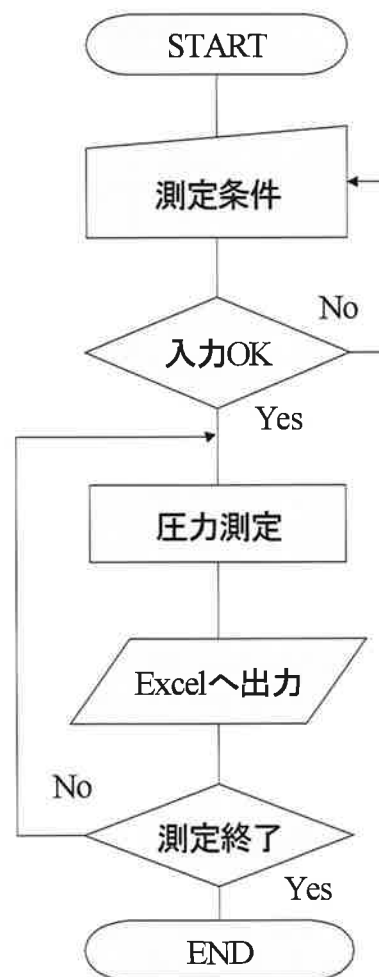 START
測定条件
No
入力OK
Yes
圧力測定
Excelへ出力
No
測定終了
Yes
END